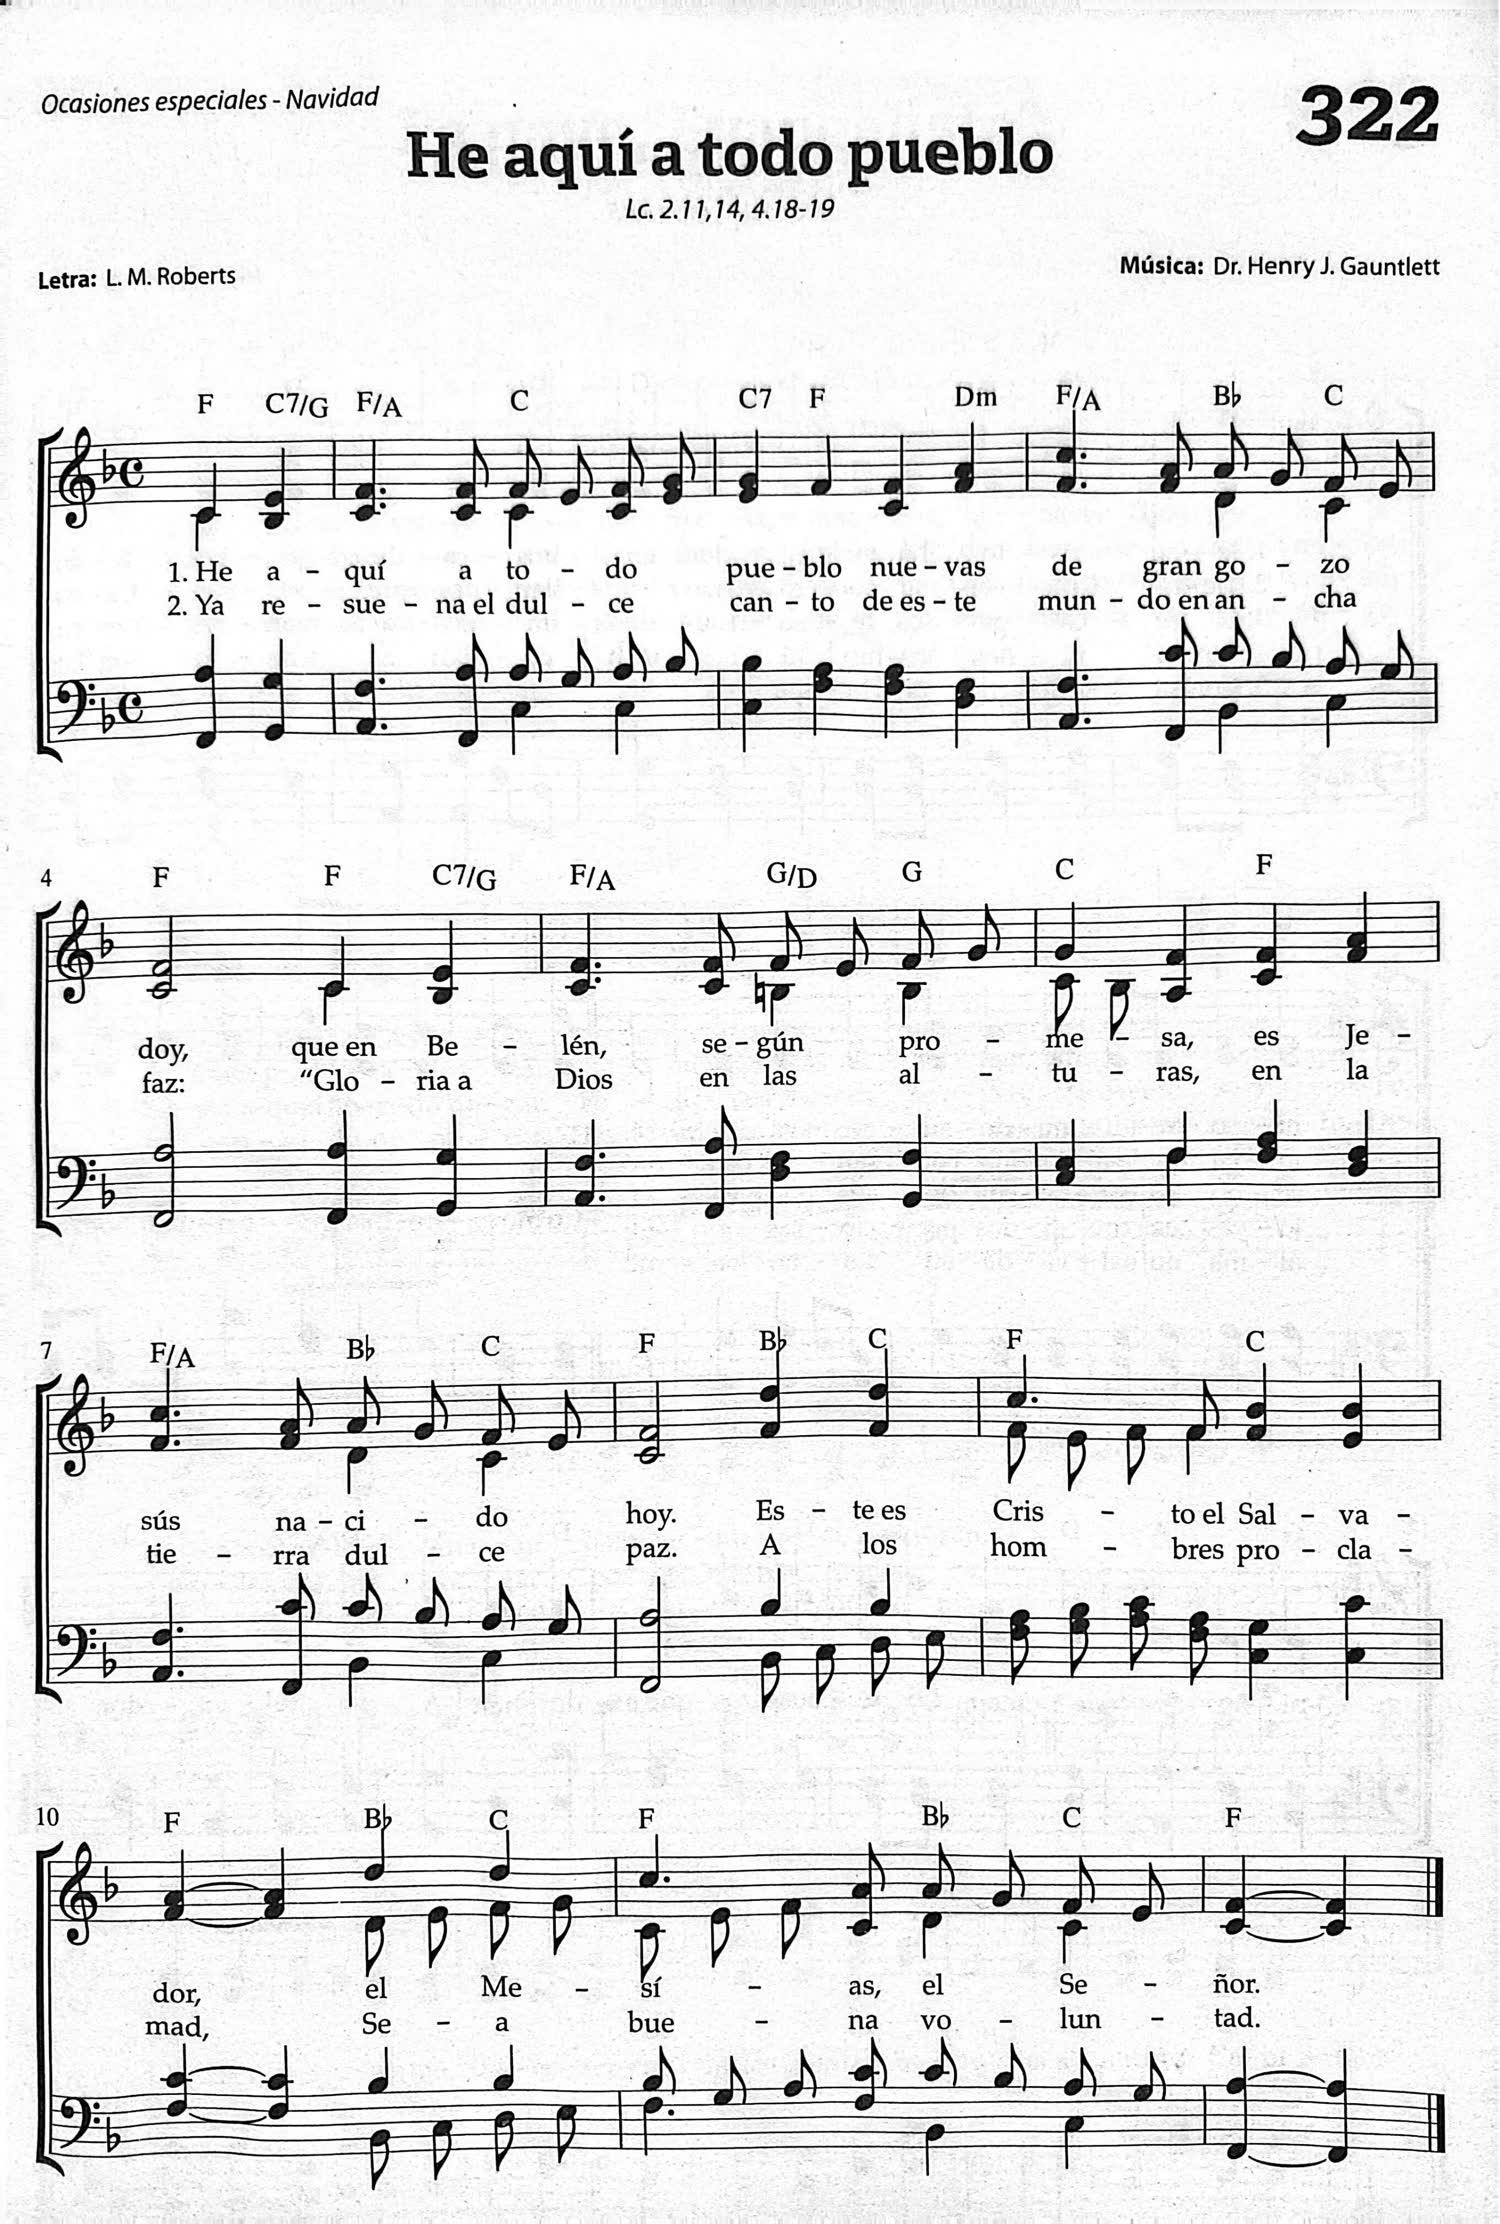 Ocasiones especiales - Navidad
322
He aquí a todo pueblo
Lc. 2.11,14, 4.18-19
Letra: L. M. Roberts
Música: Dr. Henry J. Gauntlett
F C7/G F/A C C7 F Dm F/A B♭ C
1. He a - quí a to - do pue - blo nue - vas de gran go - zo
2. Ya re - sue - na el dul - ce can - to de es - te mun - do en an - cha
4 F F C7/G F/A G/D G C F
doy, que en Be - lén, se - gún pro - me - sa, es Je -
faz: “Glo - ria a Dios en las al - tu - ras, en la
7 F/A B♭ C F B♭ C F C
sús na - ci - do hoy. Es - te es Cris - to el Sal - va -
tie - rra dul - ce paz. A los hom - bres pro - cla -
10 F B♭ C F B♭ C F
dor, el Me - sí - as, el Se - ñor.
mad, Se - a bue - na vo - lun - tad.